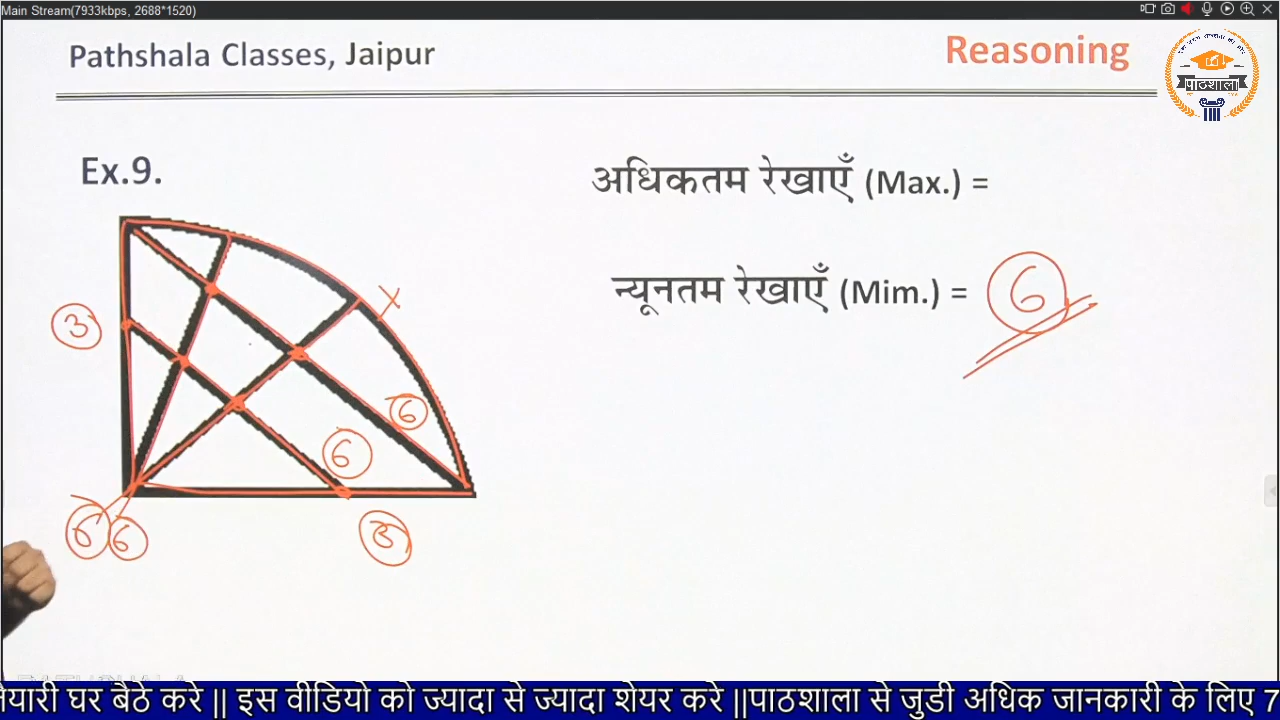 Main Stream(7933kbps, 2688*1520)
Pathshala Classes, Jaipur
Reasoning
पाठशाला
Ex.9.
अधिकतम रेखाएँ (Max.) =
न्यूनतम रेखाएँ (Mim.) = 6
X
3
6
6
6 6
3
तैयारी घर बैठे करे || इस वीडियो को ज्यादा से ज्यादा शेयर करे ||पाठशाला से जुडी अधिक जानकारी के लिए 7